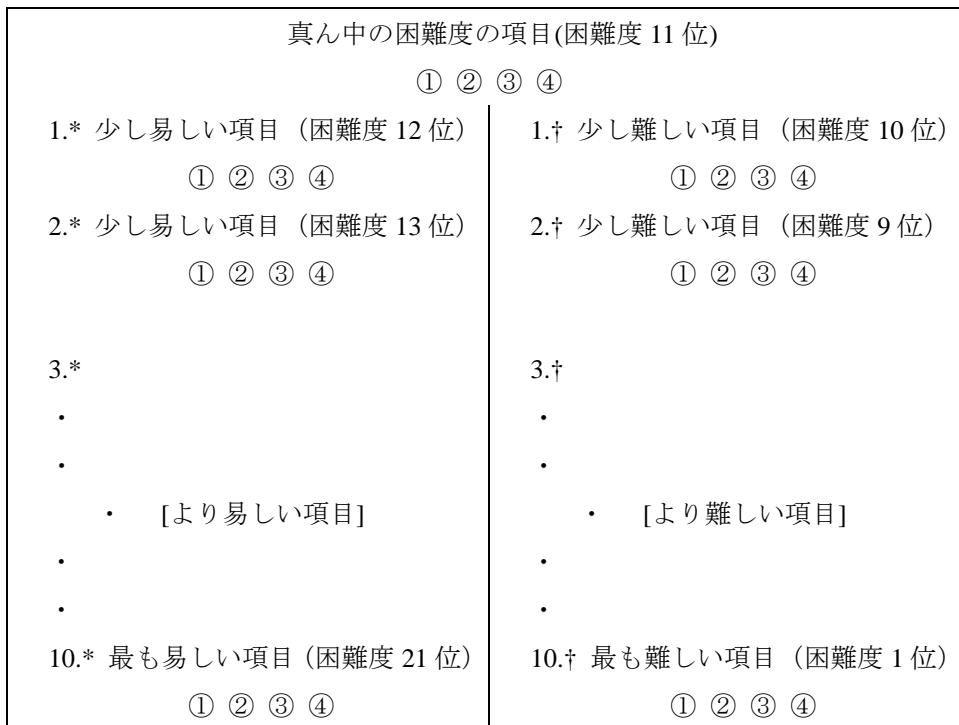 真ん中の困難度の項目(困難度 11 位)
① ② ③ ④
1.* 少し易しい項目（困難度 12 位）
① ② ③ ④
2.* 少し易しい項目（困難度 13 位）
① ② ③ ④
3.*
・
・
・ [より易しい項目]
・
・
10.* 最も易しい項目（困難度 21 位）
① ② ③ ④
1.† 少し難しい項目（困難度 10 位）
① ② ③ ④
2.† 少し難しい項目（困難度 9 位）
① ② ③ ④
3.†
・
・
・ [より難しい項目]
・
・
10.† 最も難しい項目（困難度 1 位）
① ② ③ ④